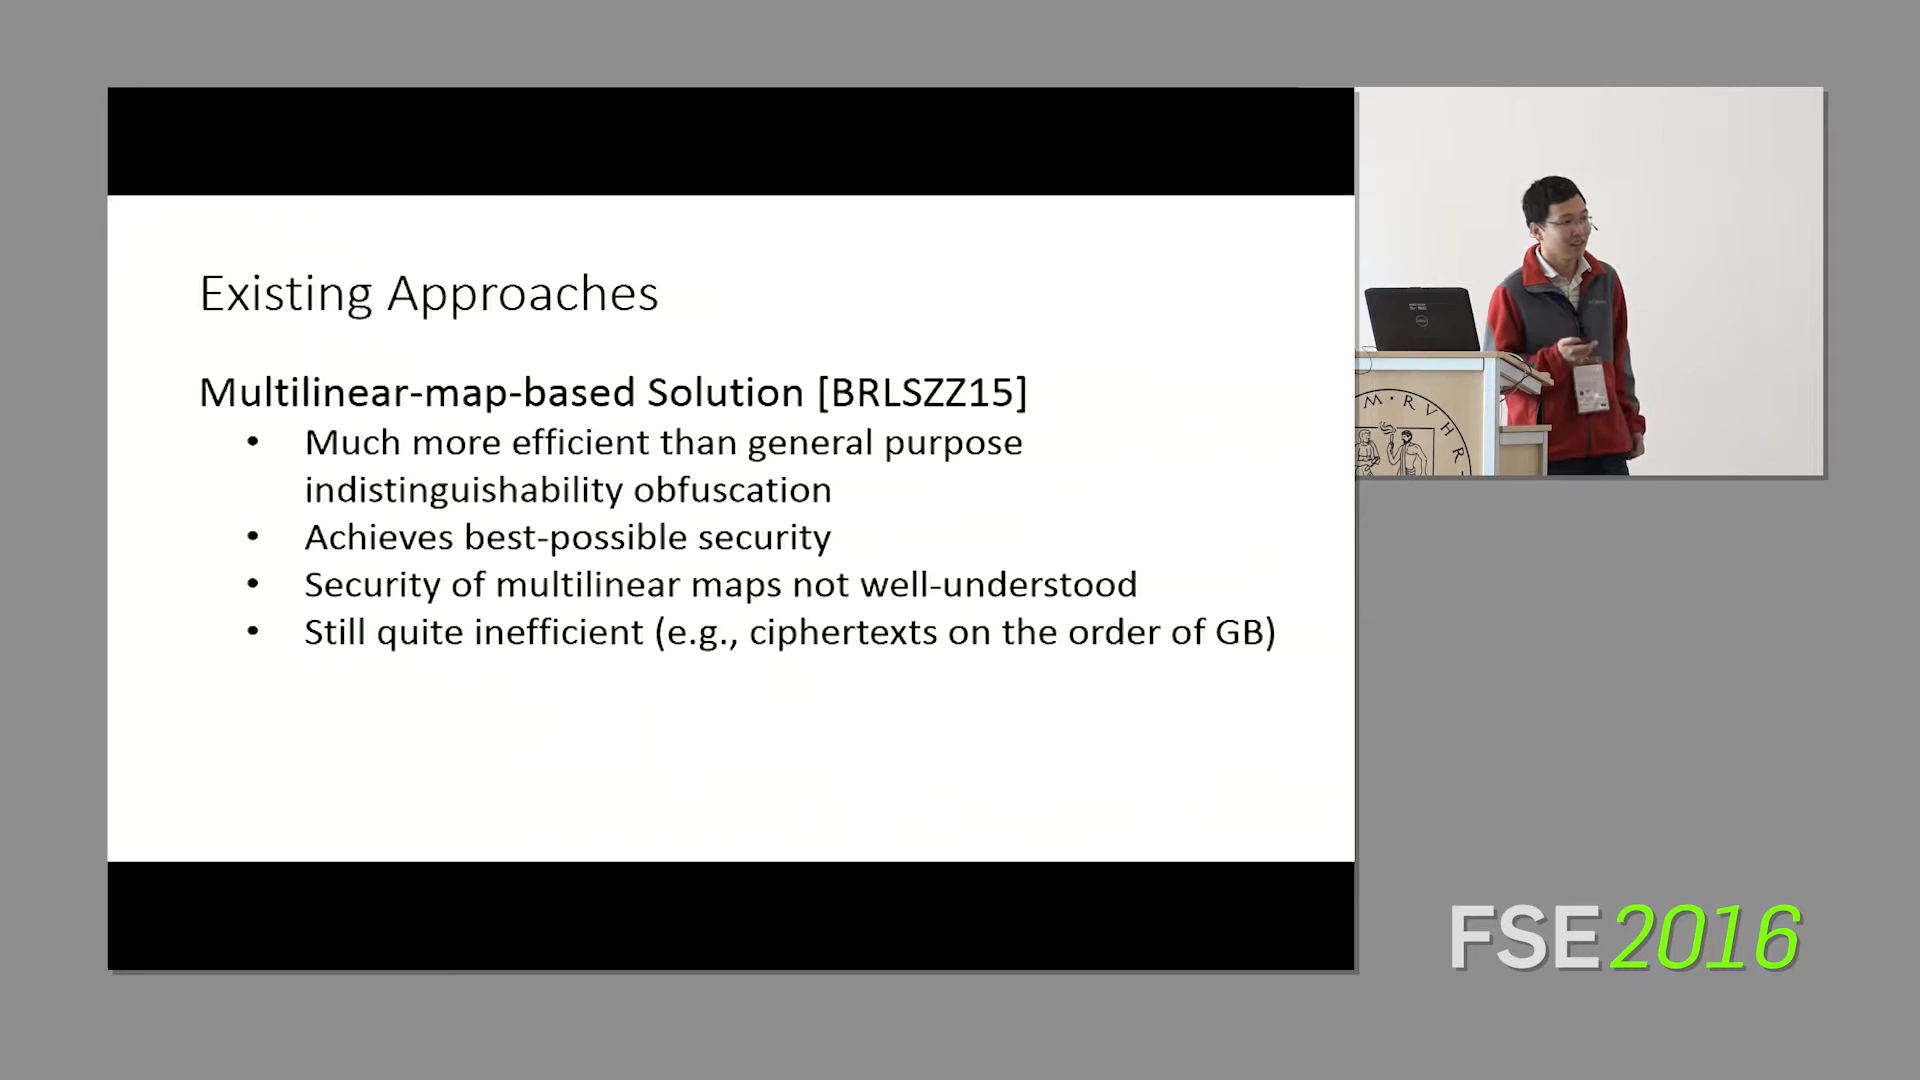 Existing Approaches
Multilinear-map-based Solution [BRLSZZ15]
• Much more efficient than general purpose
indistinguishability obfuscation
• Achieves best-possible security
• Security of multilinear maps not well-understood
• Still quite inefficient (e.g., ciphertexts on the order of GB)
M · R V H R
FSE 2016